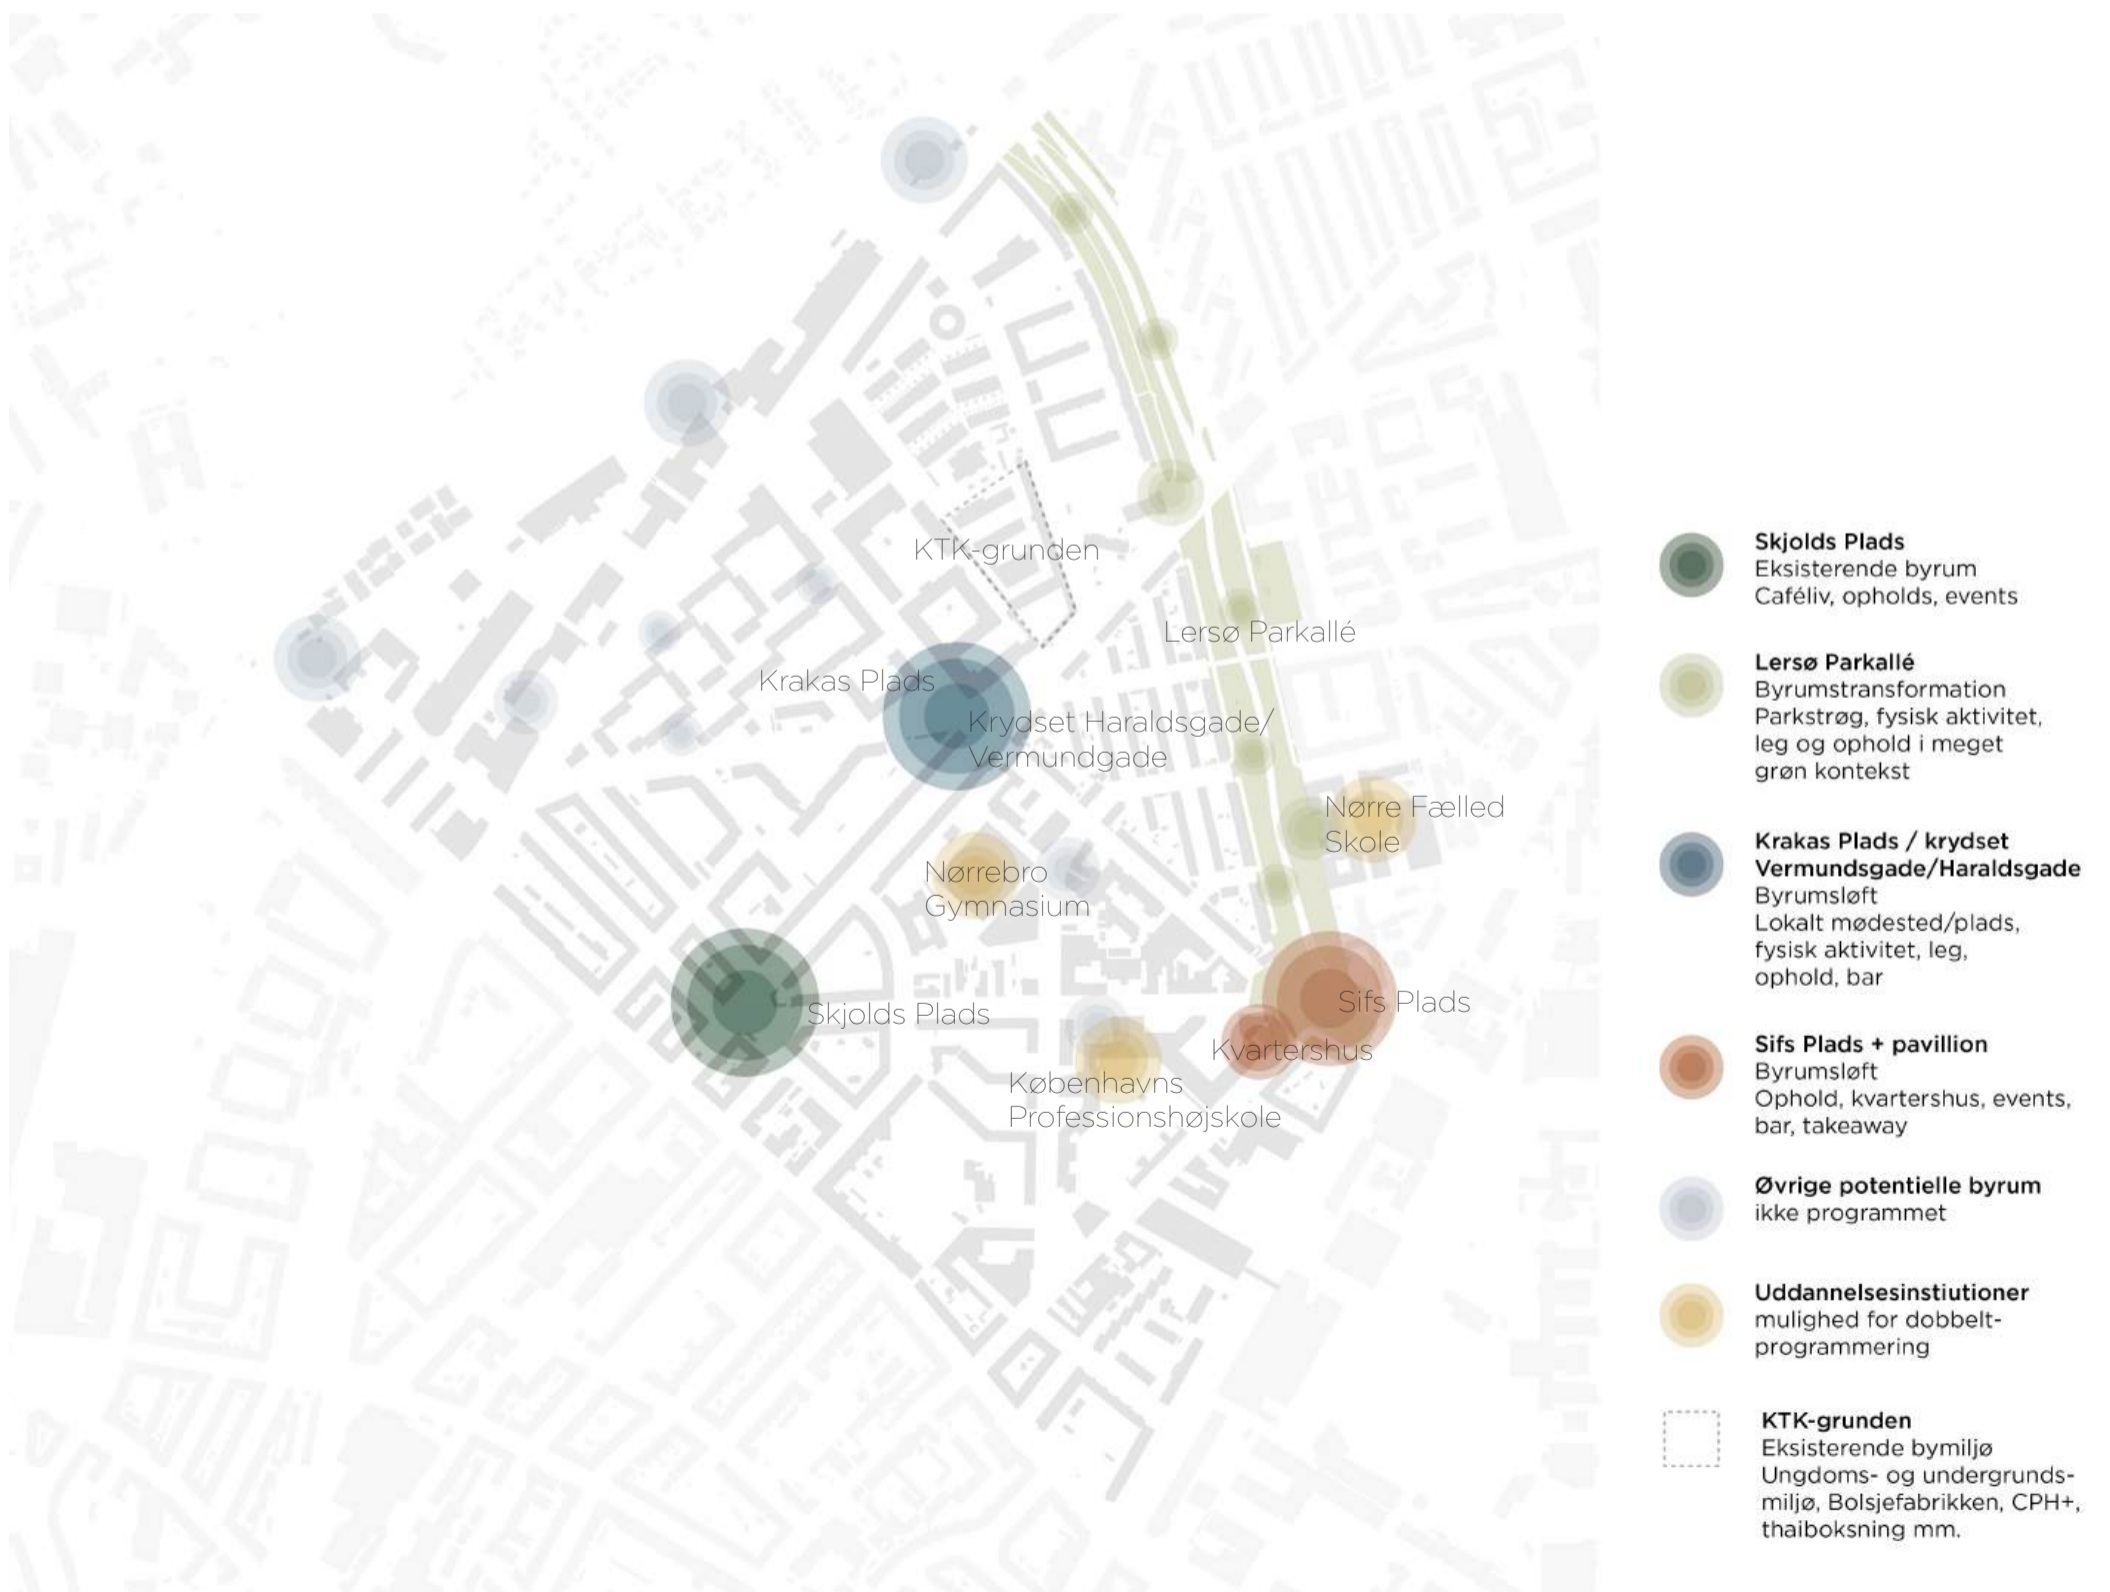 KTK-grunden
Lersø Parkallé
Krakas Plads
Krydset Haraldsgade/
Vermundgade
Nørre Fælled
Skole
Nørrebro
Gymnasium
Skjolds Plads
Sifs Plads
Kvartershus
Københavns
Professionshøjskole
Skjolds Plads
Eksisterende byrum
Caféliv, opholds, events
Lersø Parkallé
Byrumstransformation
Parkstrøg, fysisk aktivitet,
leg og ophold i meget
grøn kontekst
Krakas Plads / krydset
Vermundsgade/Haraldsgade
Byrumsløft
Lokalt mødested/plads,
fysisk aktivitet, leg,
ophold, bar
Sifs Plads + pavillion
Byrumsløft
Ophold, kvartershus, events,
bar, takeaway
Øvrige potentielle byrum
ikke programmet
Uddannelsesinstiutioner
mulighed for dobbelt-
programmering
KTK-grunden
Eksisterende bymiljø
Ungdoms- og undergrunds-
miljø, Bolsjefabrikken, CPH+,
thaiboksning mm.